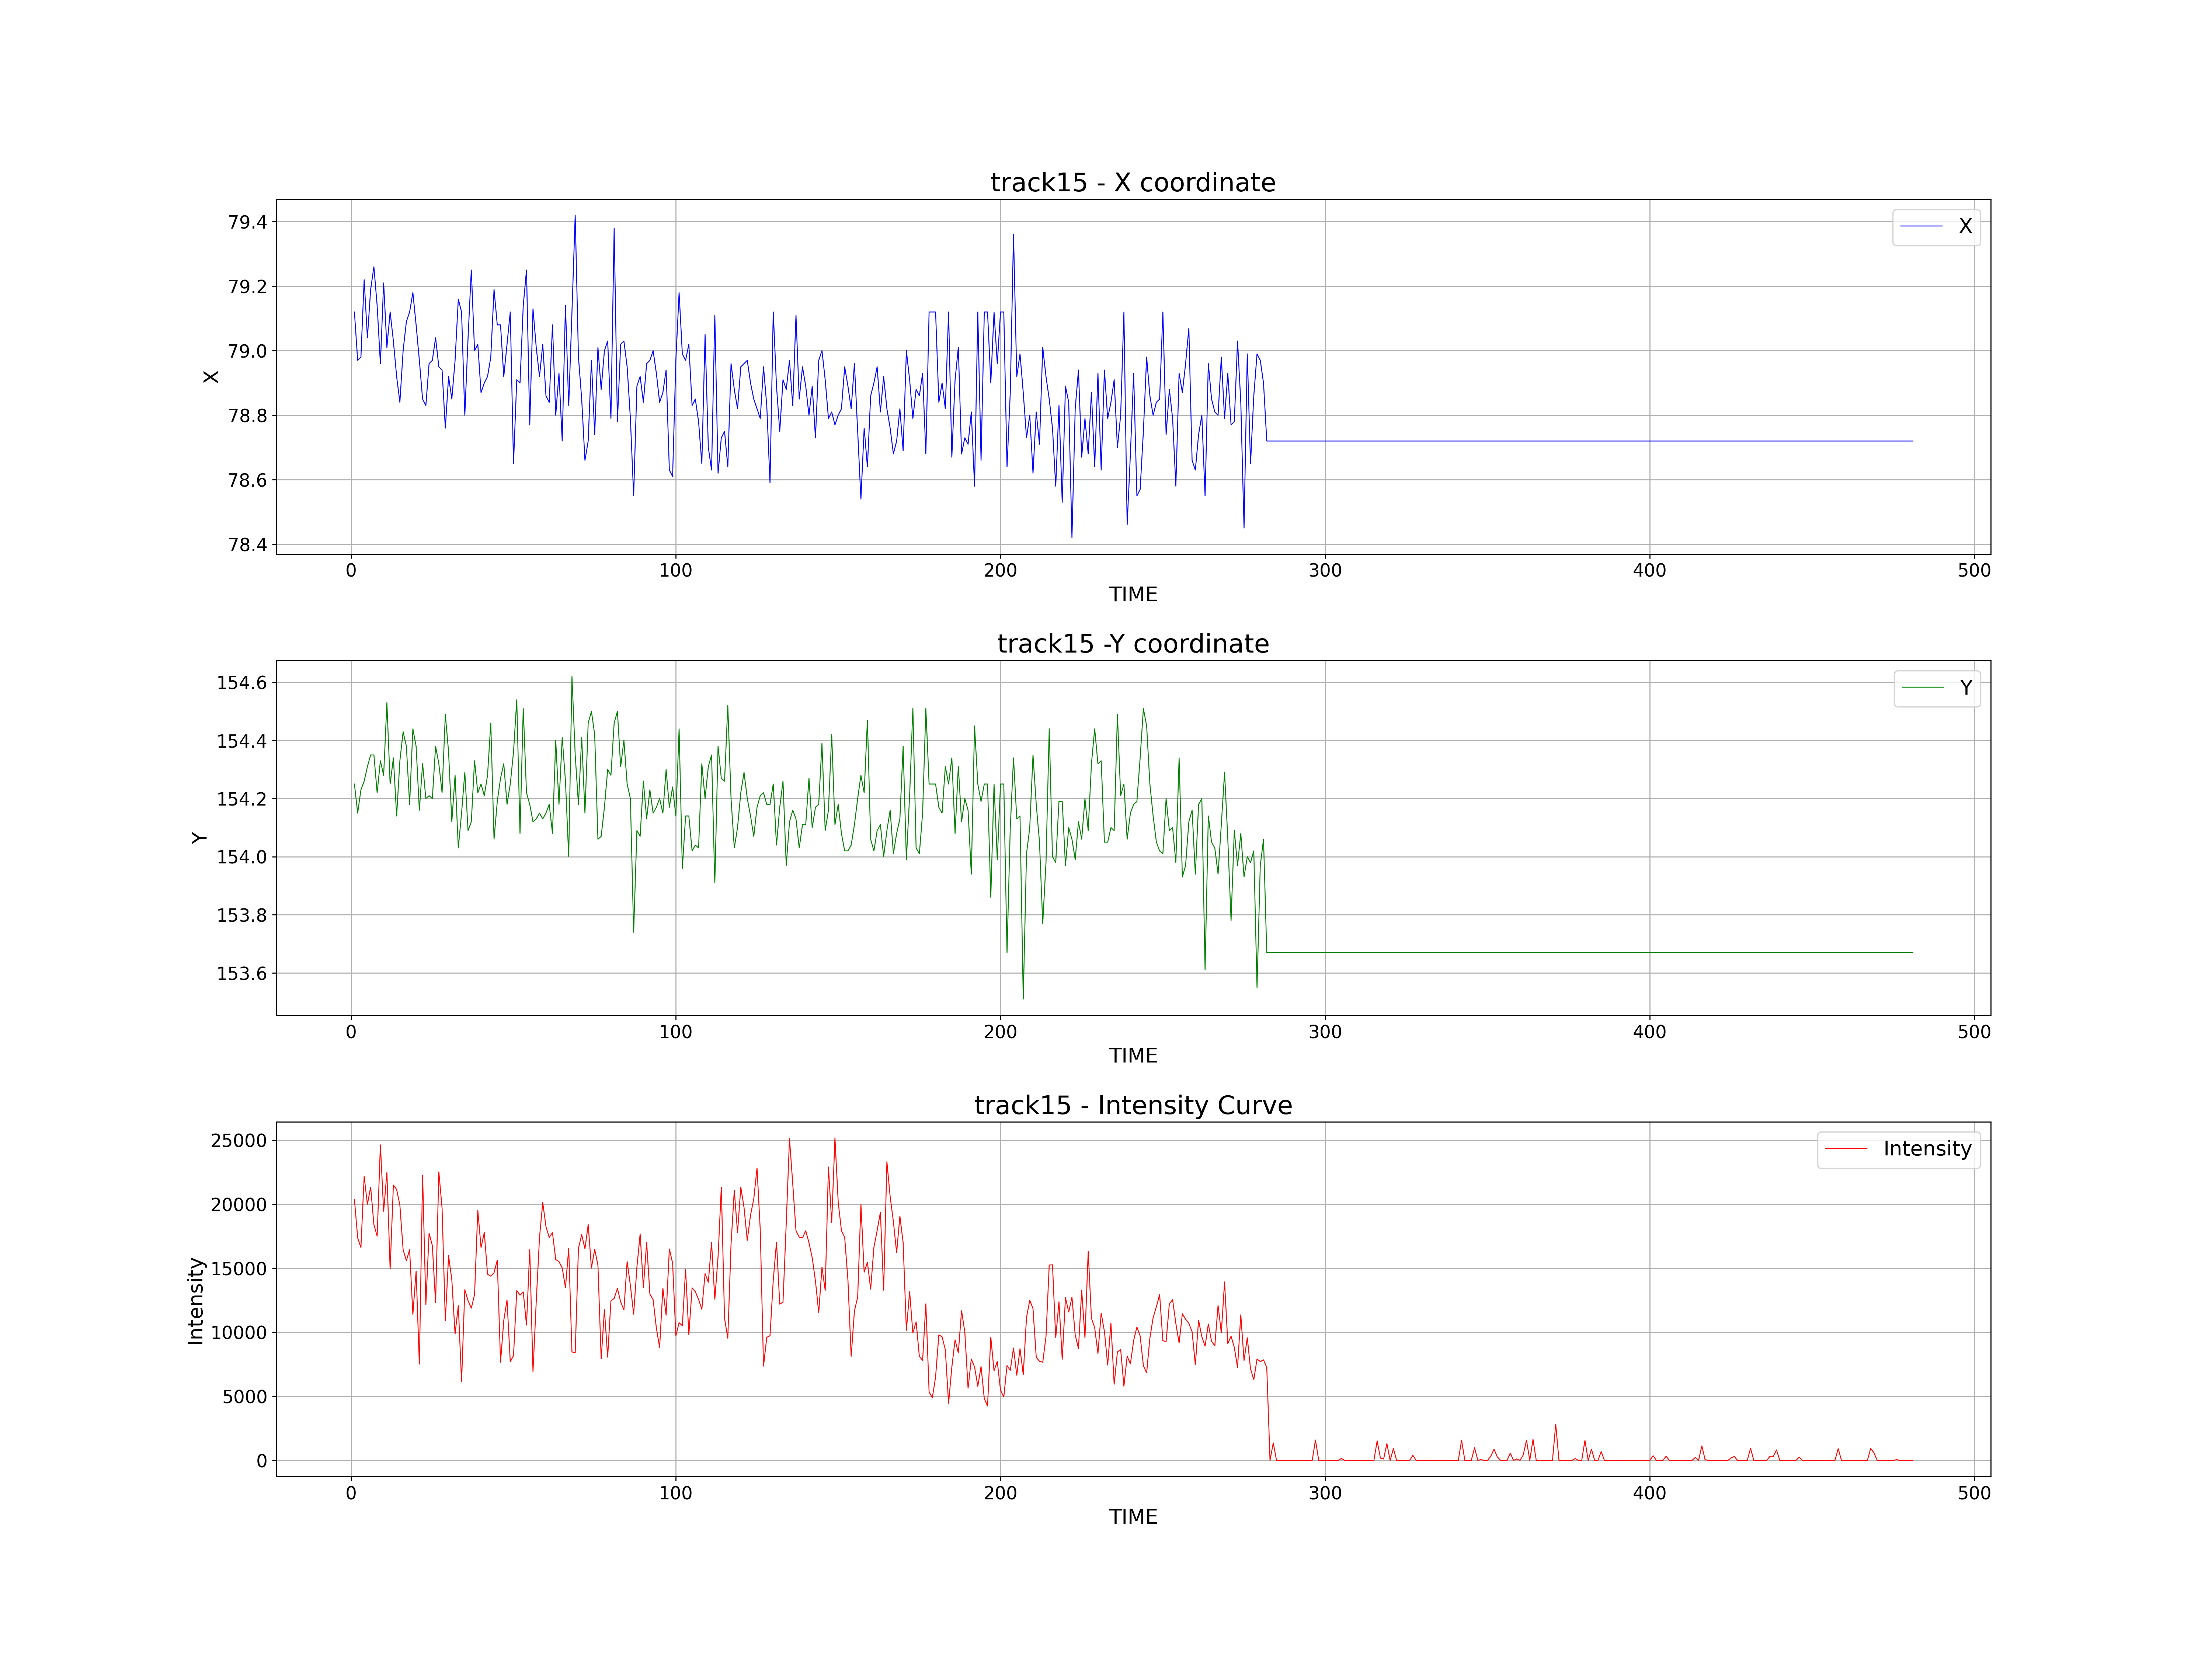 track15 - X coordinate
79.4
79.2
79.0
78.8
78.6
78.4
X
X
0 100 200 300 400 500
TIME
track15 -Y coordinate
154.6
154.4
154.2
154.0
153.8
153.6
Y
Y
0 100 200 300 400 500
TIME
track15 - Intensity Curve
25000
20000
15000
10000
5000
0
Intensity
Intensity
0 100 200 300 400 500
TIME